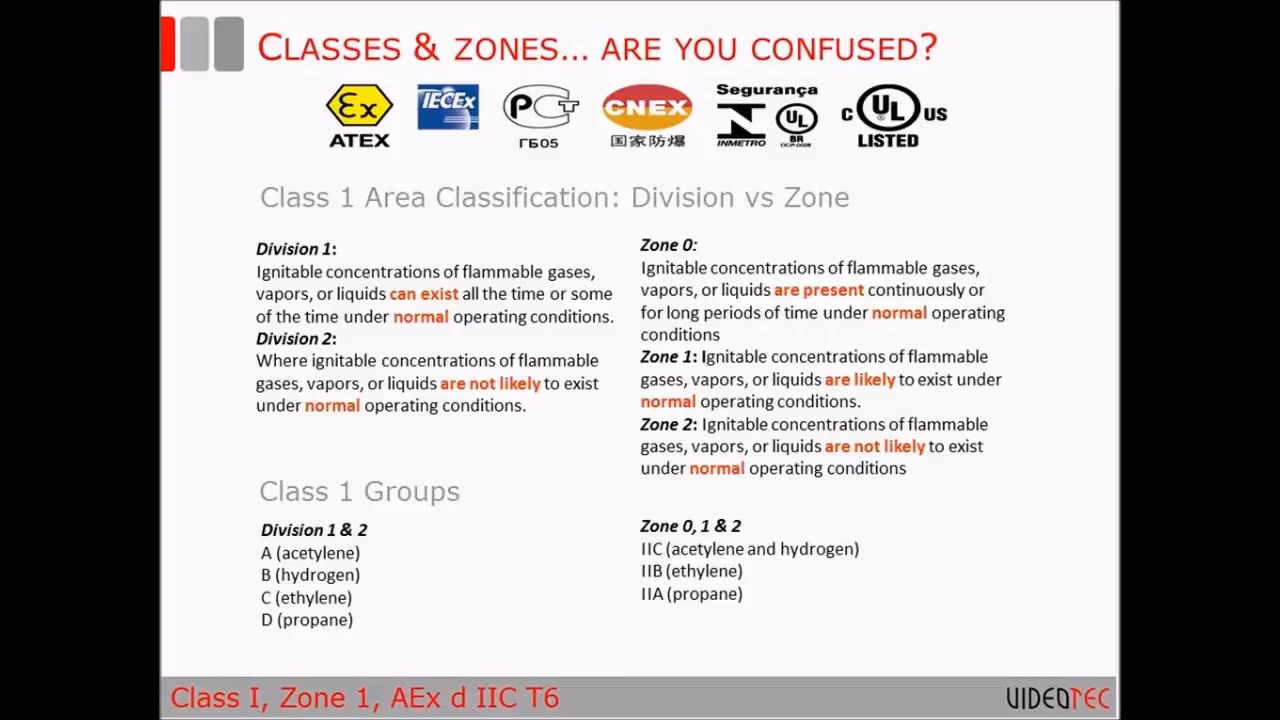 CLASSES & ZONES... ARE YOU CONFUSED?
Ex
ATEX
IECEx
РСТ
ГБ05
CNEX
国家防爆
Segurança
INMETRO
UL
BR
OCP-0029
C UL US
®
LISTED
Class 1 Area Classification: Division vs Zone
Division 1:
Ignitable concentrations of flammable gases,
vapors, or liquids can exist all the time or some
of the time under normal operating conditions.
Division 2:
Where ignitable concentrations of flammable
gases, vapors, or liquids are not likely to exist
under normal operating conditions.
Zone 0:
Ignitable concentrations of flammable gases,
vapors, or liquids are present continuously or
for long periods of time under normal operating
conditions
Zone 1: Ignitable concentrations of flammable
gases, vapors, or liquids are likely to exist under
normal operating conditions.
Zone 2: Ignitable concentrations of flammable
gases, vapors, or liquids are not likely to exist
under normal operating conditions
Class 1 Groups
Division 1 & 2
A (acetylene)
B (hydrogen)
C (ethylene)
D (propane)
Zone 0, 1 & 2
IIC (acetylene and hydrogen)
IIB (ethylene)
IIA (propane)
Class I, Zone 1, AEx d IIC T6
VIDEOTEC